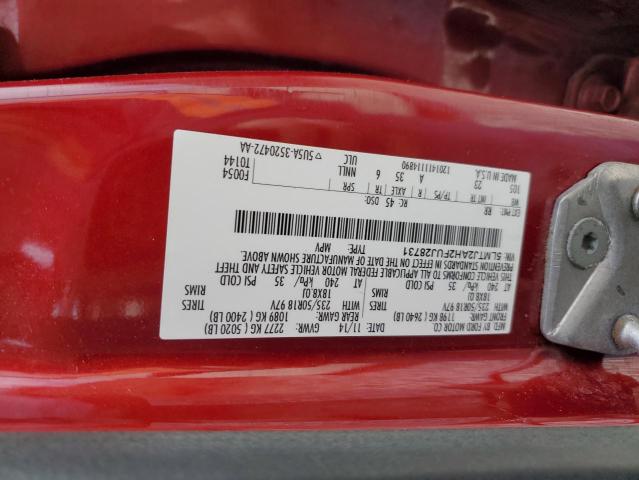 MFD. BY FORD MOTOR CO.
DATE: 11/14 GVWR: 2277 KG ( 5020 LB)
FRONT GAWR: 1198 KG ( 2640 LB) REAR GAWR: 1089 KG ( 2400 LB)
WITH 235/50R18 97V TIRES WITH 235/50R18 97V TIRES
18X8.0J RIMS 18X8.0J RIMS
AT 240 kPa/ 35 PSI COLD AT 240 kPa/ 35 PSI COLD
THIS VEHICLE CONFORMS TO ALL APPLICABLE FEDERAL MOTOR VEHICLE SAFETY AND THEFT
PREVENTION STANDARDS IN EFFECT ON THE DATE OF MANUFACTURE SHOWN ABOVE.
VIN: 5LMTJ2AH2FUJ28731
TYPE: MPV
EXT PNT: RR RC: 45 DSO:
WB INT TR TP/PS R AXLE TR SPR
105 23 A 35 6 NNLL F0054 T0144
MADE IN U.S.A. 120141114890 ULC 5U5A-3520472-AA